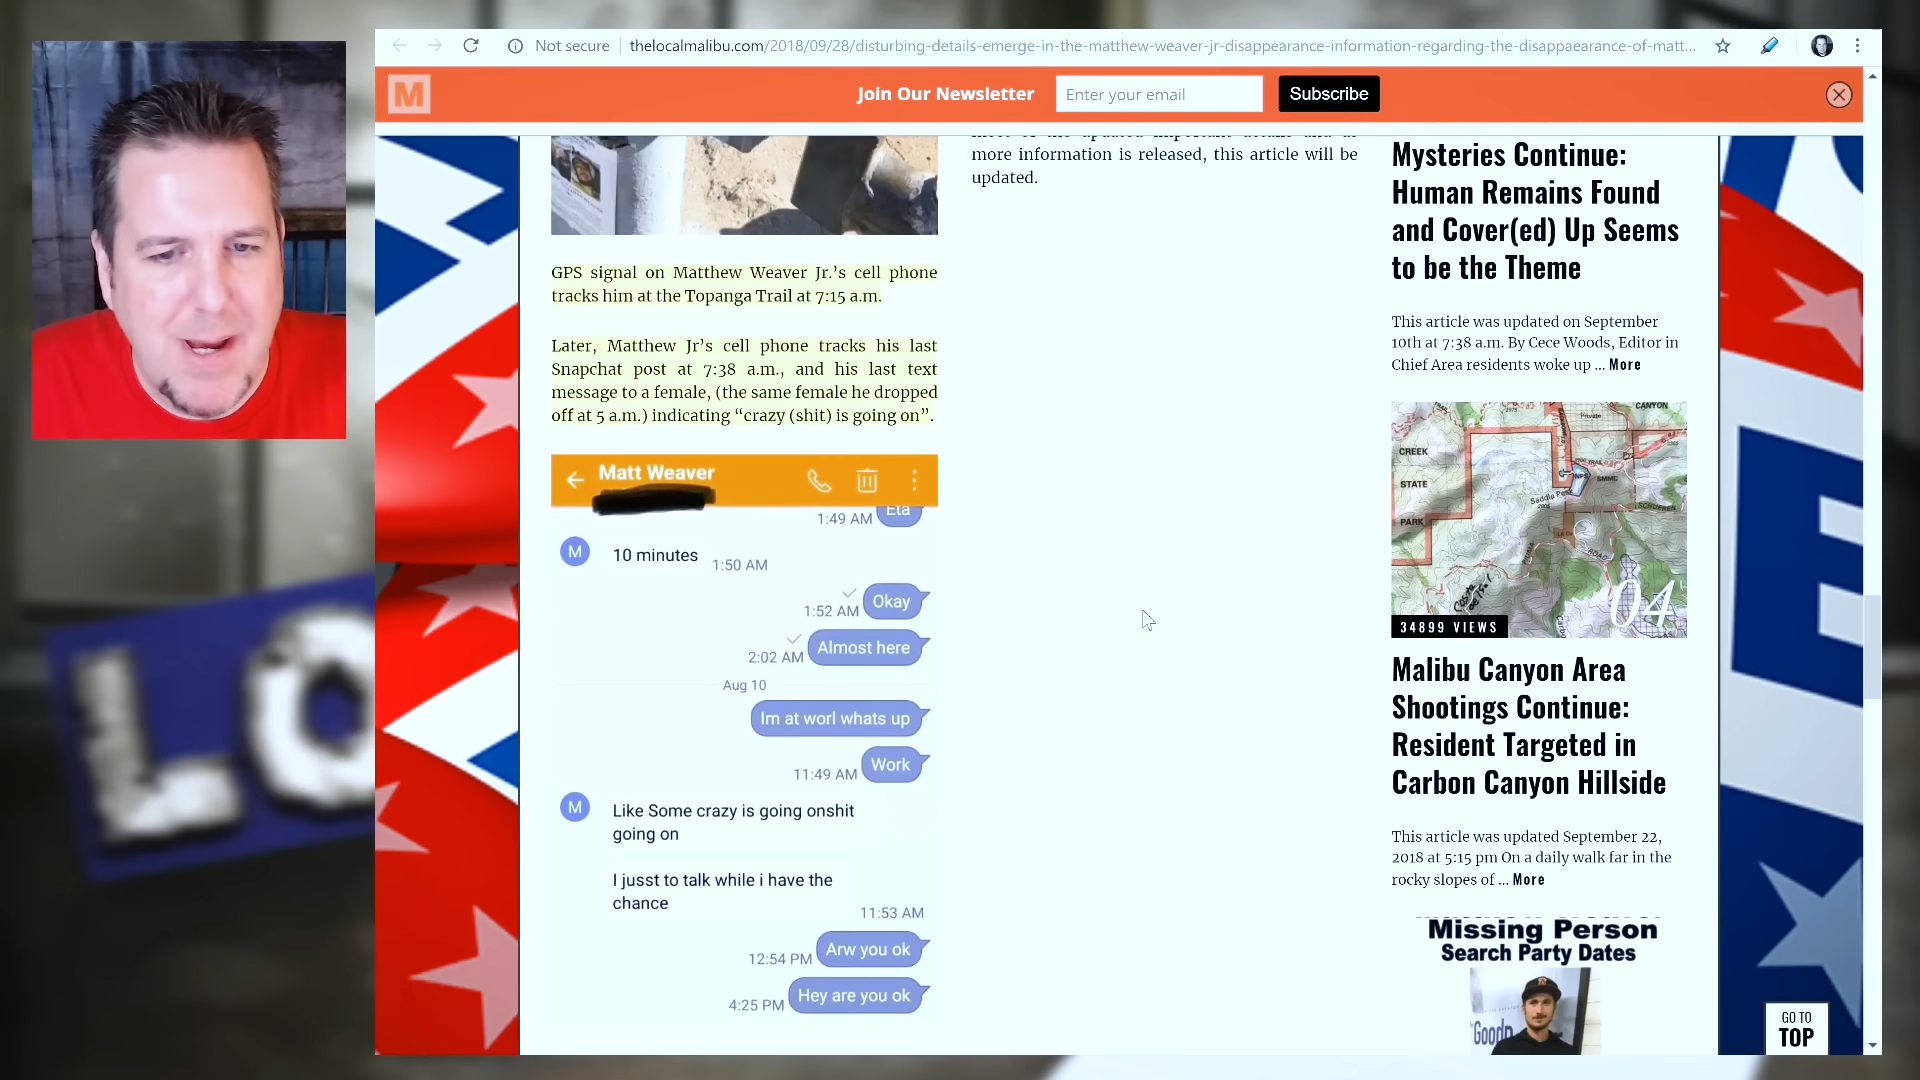 Not secure
thelocalmalibu.com/2018/09/28/disturbing-details-emerge-in-the-matthew-weaver-jr-disappearance-information-regarding-the-disappaearance-of-matt...
M
Join Our Newsletter
Enter your email
Subscribe
GPS signal on Matthew Weaver Jr.’s cell phone
tracks him at the Topanga Trail at 7:15 a.m.
Later, Matthew Jr’s cell phone tracks his last
Snapchat post at 7:38 a.m., and his last text
message to a female, (the same female he dropped
off at 5 a.m.) indicating “crazy (shit) is going on”.
Matt Weaver
Eta
1:49 AM
M
10 minutes
1:50 AM
Okay
1:52 AM
Almost here
2:02 AM
Aug 10
Im at worl whats up
Work
11:49 AM
M
Like Some crazy is going onshit
going on
I jusst to talk while i have the
chance
11:53 AM
Arw you ok
12:54 PM
Hey are you ok
4:25 PM
more information is released, this article will be
updated.
Mysteries Continue:
Human Remains Found
and Cover(ed) Up Seems
to be the Theme
This article was updated on September
10th at 7:38 a.m. By Cece Woods, Editor in
Chief Area residents woke up ... More
CANYON
CREEK
STATE
PARK
Private
NPS
SMMC
Saddle Peak
ROAD
04
34899 VIEWS
Malibu Canyon Area
Shootings Continue:
Resident Targeted in
Carbon Canyon Hillside
This article was updated September 22,
2018 at 5:15 pm On a daily walk far in the
rocky slopes of ... More
Missing Person
Search Party Dates
GO TO
TOP
LO
E